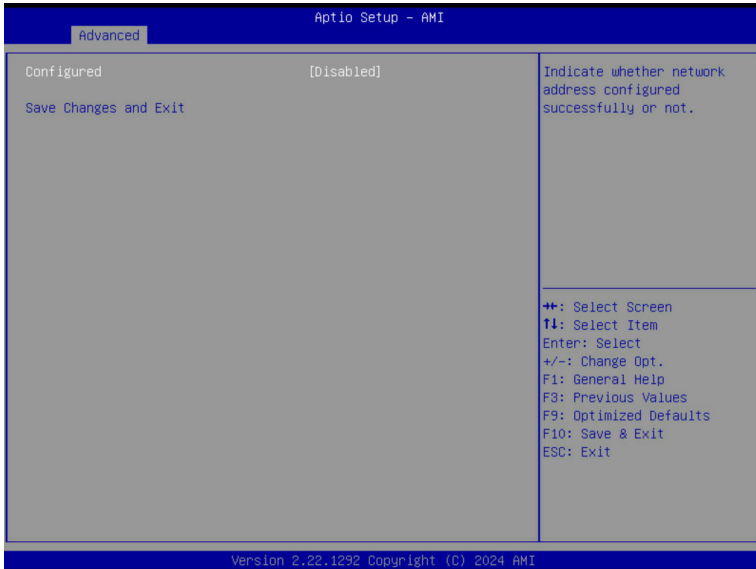 Aptio Setup – AMI
Advanced
Configured [Disabled]
Save Changes and Exit
Indicate whether network
address configured
successfully or not.
→←: Select Screen
↑↓: Select Item
Enter: Select
+/-: Change Opt.
F1: General Help
F3: Previous Values
F9: Optimized Defaults
F10: Save & Exit
ESC: Exit
Version 2.22.1292 Copyright (C) 2024 AMI